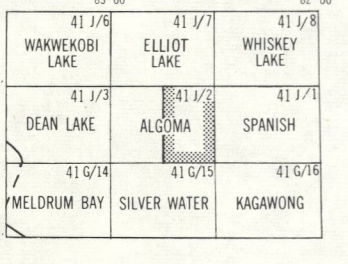 41 J/6 41 J/7 41 J/8
WAKWEKOBI
LAKE
ELLIOT
LAKE
WHISKEY
LAKE
41 J/3 41 J/2 41 J/1
DEAN LAKE ALGOMA SPANISH
41 G/14 41 G/15 41 G/16
MELDRUM BAY SILVER WATER KAGAWONG